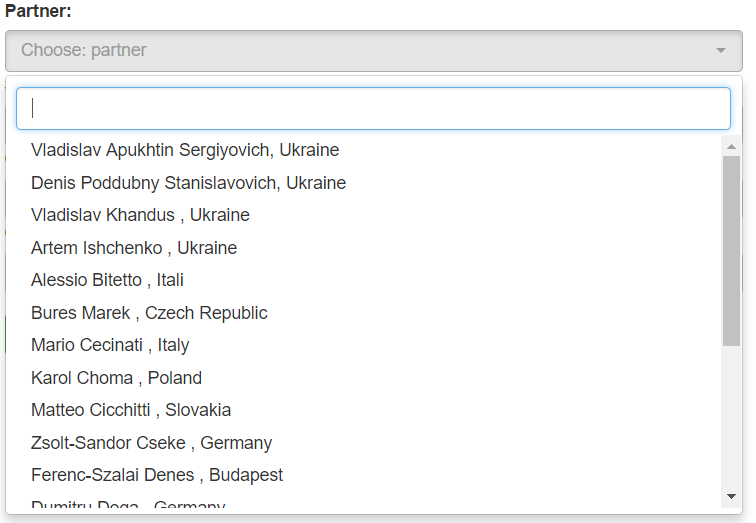 Partner:
Choose: partner
Vladislav Apukhtin Sergiyovich, Ukraine
Denis Poddubny Stanislavovich, Ukraine
Vladislav Khandus , Ukraine
Artem Ishchenko , Ukraine
Alessio Bitetto , Itali
Bures Marek , Czech Republic
Mario Cecinati , Italy
Karol Choma , Poland
Matteo Cicchitti , Slovakia
Zsolt-Sandor Cseke , Germany
Ferenc-Szalai Denes , Budapest
Dumitru Doga , Germany